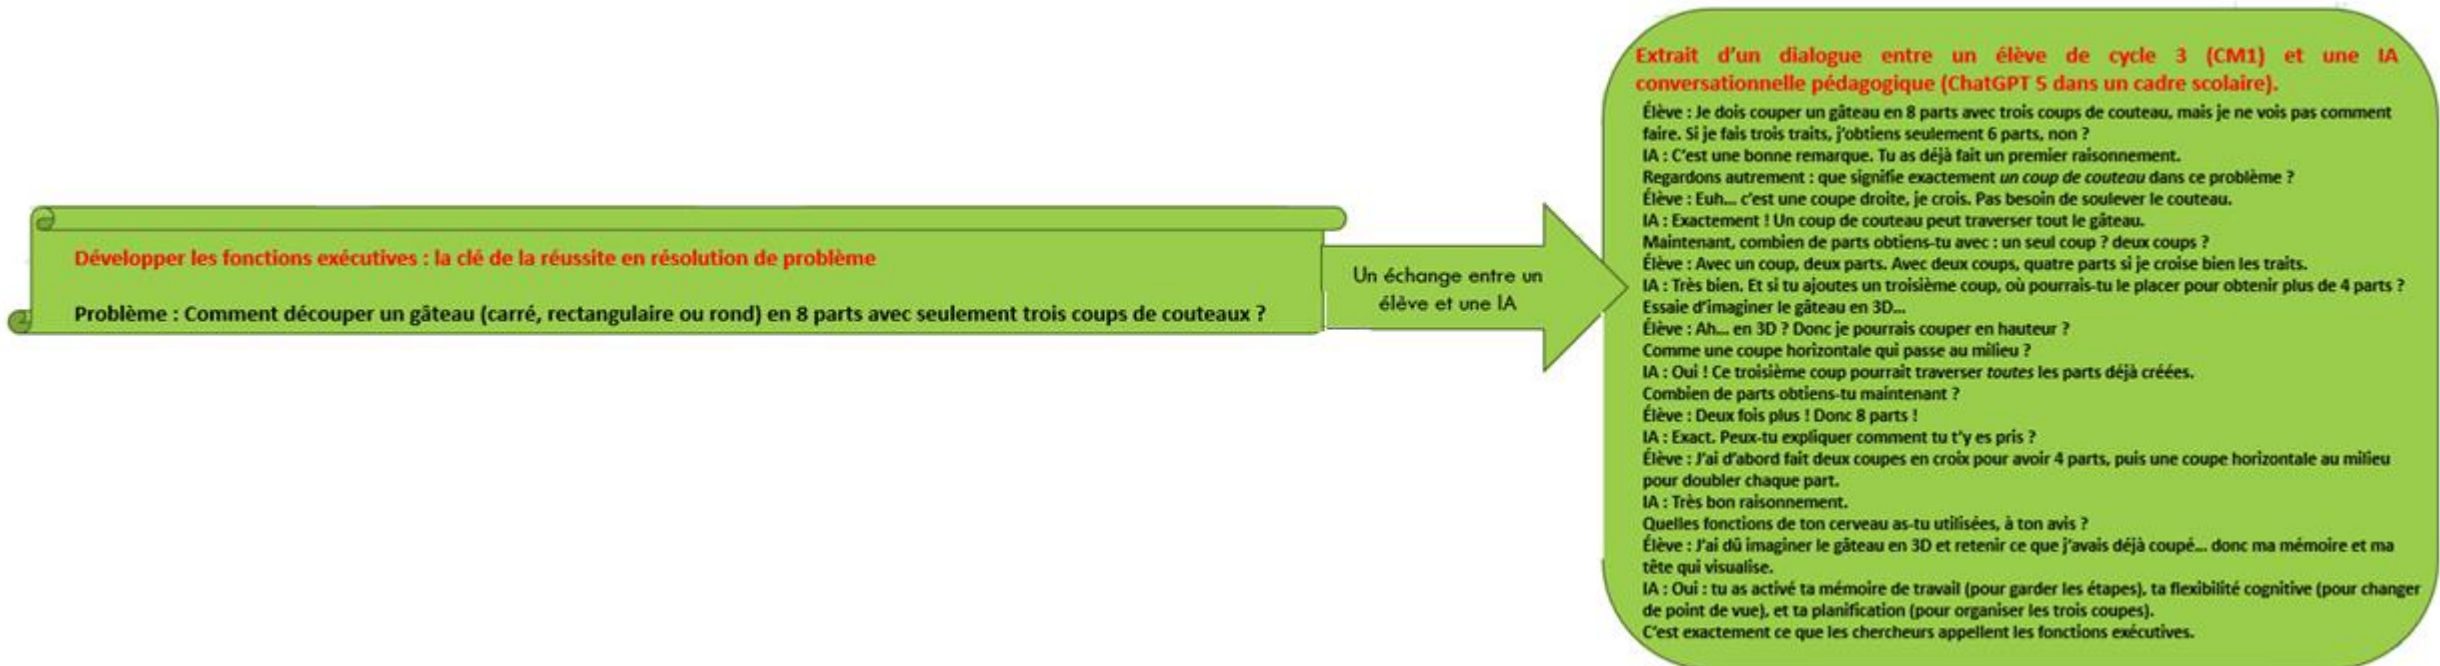 Développer les fonctions exécutives : la clé de la réussite en résolution de problème
Problème : Comment découper un gâteau (carré, rectangulaire ou rond) en 8 parts avec seulement trois coups de couteaux ?
Un échange entre un
élève et une IA
Extrait d’un dialogue entre un élève de cycle 3 (CM1) et une IA
conversationnelle pédagogique (ChatGPT 5 dans un cadre scolaire).
Élève : Je dois couper un gâteau en 8 parts avec trois coups de couteau, mais je ne vois pas comment
faire. Si je fais trois traits, j’obtiens seulement 6 parts, non ?
IA : C’est une bonne remarque. Tu as déjà fait un premier raisonnement.
Regardons autrement : que signifie exactement un coup de couteau dans ce problème ?
Élève : Euh... c’est une coupe droite, je crois. Pas besoin de soulever le couteau.
IA : Exactement ! Un coup de couteau peut traverser tout le gâteau.
Maintenant, combien de parts obtiens-tu avec : un seul coup ? deux coups ?
Élève : Avec un coup, deux parts. Avec deux coups, quatre parts si je croise bien les traits.
IA : Très bien. Et si tu ajoutes un troisième coup, où pourrais-tu le placer pour obtenir plus de 4 parts ?
Essaie d’imaginer le gâteau en 3D...
Élève : Ah... en 3D ? Donc je pourrais couper en hauteur ?
Comme une coupe horizontale qui passe au milieu ?
IA : Oui ! Ce troisième coup pourrait traverser toutes les parts déjà créées.
Combien de parts obtiens-tu maintenant ?
Élève : Deux fois plus ! Donc 8 parts !
IA : Exact. Peux-tu expliquer comment tu t’y es pris ?
Élève : J’ai d’abord fait deux coupes en croix pour avoir 4 parts, puis une coupe horizontale au milieu
pour doubler chaque part.
IA : Très bon raisonnement.
Quelles fonctions de ton cerveau as-tu utilisées, à ton avis ?
Élève : J’ai dû imaginer le gâteau en 3D et retenir ce que j’avais déjà coupé... donc ma mémoire et ma
tête qui visualise.
IA : Oui : tu as activé ta mémoire de travail (pour garder les étapes), ta flexibilité cognitive (pour changer
de point de vue), et ta planification (pour organiser les trois coupes).
C’est exactement ce que les chercheurs appellent les fonctions exécutives.